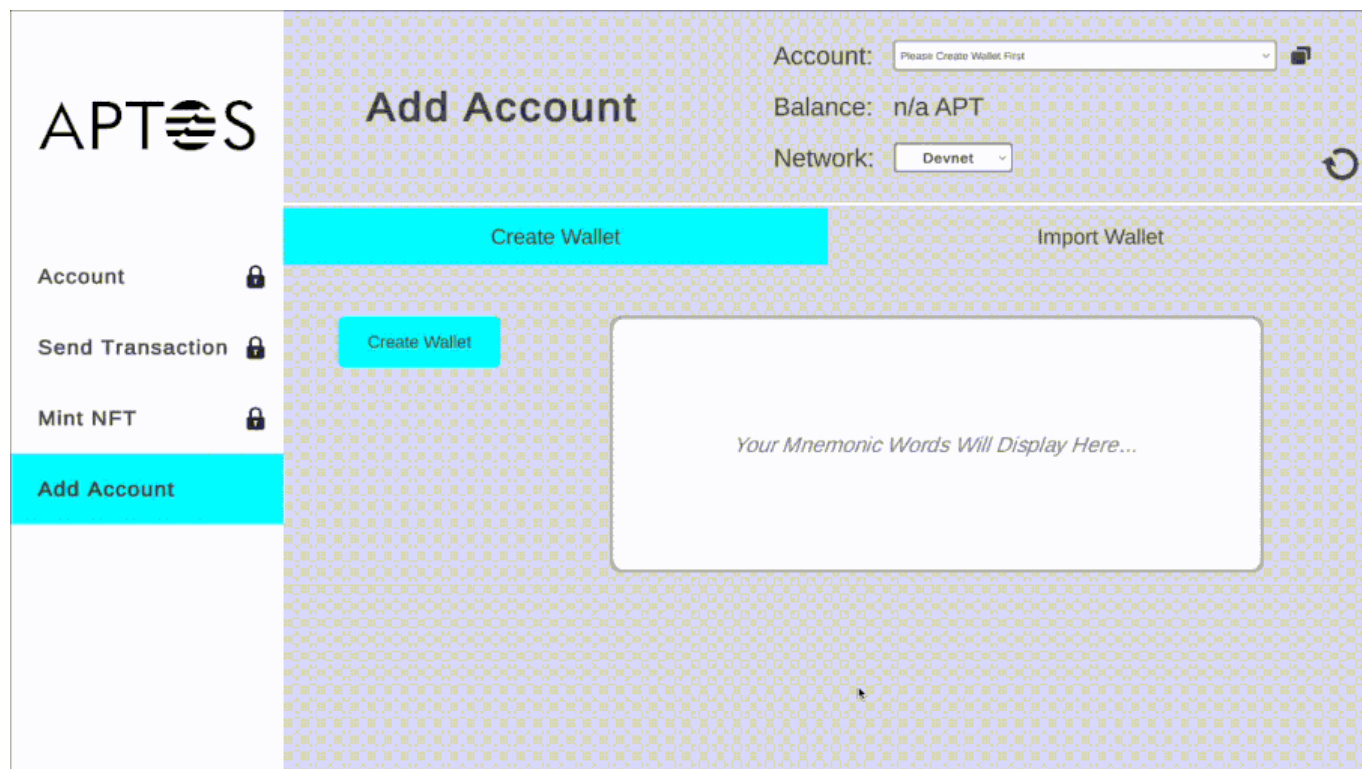 APTOS
Add Account
Account:
Please Create Wallet First
Balance: n/a APT
Network:
Devnet
Account
Send Transaction
Mint NFT
Add Account
Create Wallet
Import Wallet
Create Wallet
Your Mnemonic Words Will Display Here...